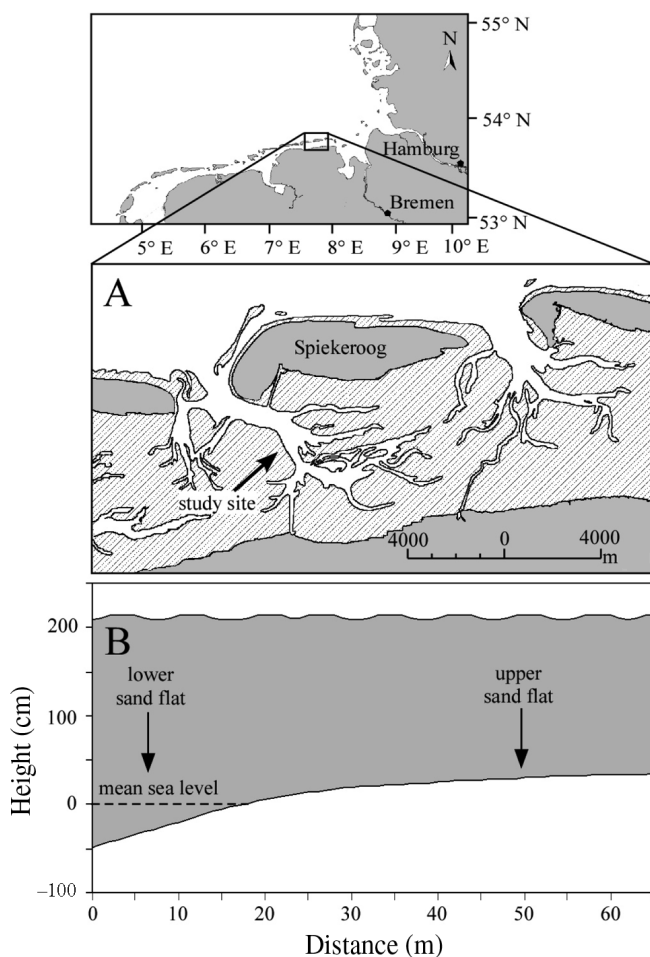 55° N
N
54° N
Hamburg
Bremen
53° N
5° E 6° E 7° E 8° E 9° E 10° E
A
Spiekeroog
study site
4000 0 4000
m
B
200
lower
sand flat
upper
sand flat
100
mean sea level
0
–100
Height (cm)
0 10 20 30 40 50 60
Distance (m)